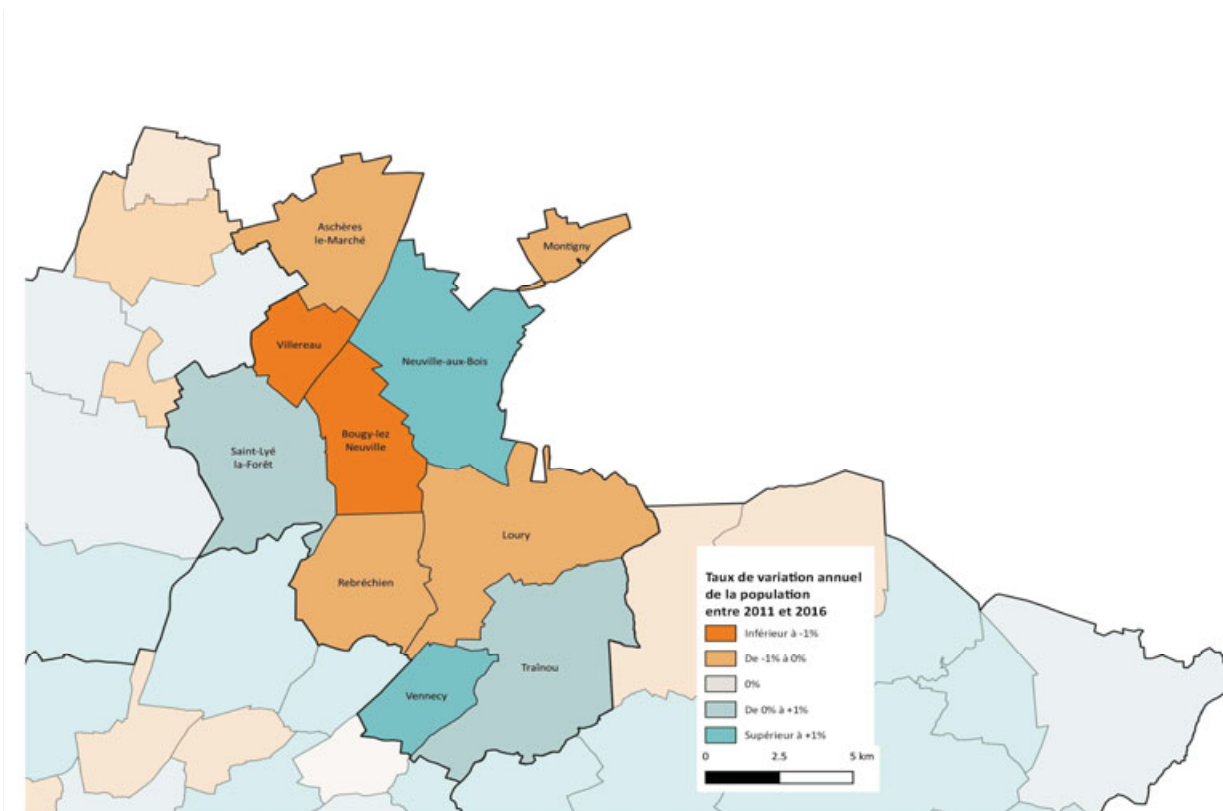 Aschères
le-Marché
Montigny
Villereau
Neuville-aux-Bois
Bougy-lez
Neuville
Saint-Lyé
la-Forêt
Loury
Rebréchien
Traînou
Vennecy
Taux de variation annuel
de la population
entre 2011 et 2016
Inférieur à -1%
De -1% à 0%
0%
De 0% à +1%
Supérieur à +1%
0 2.5 5 km